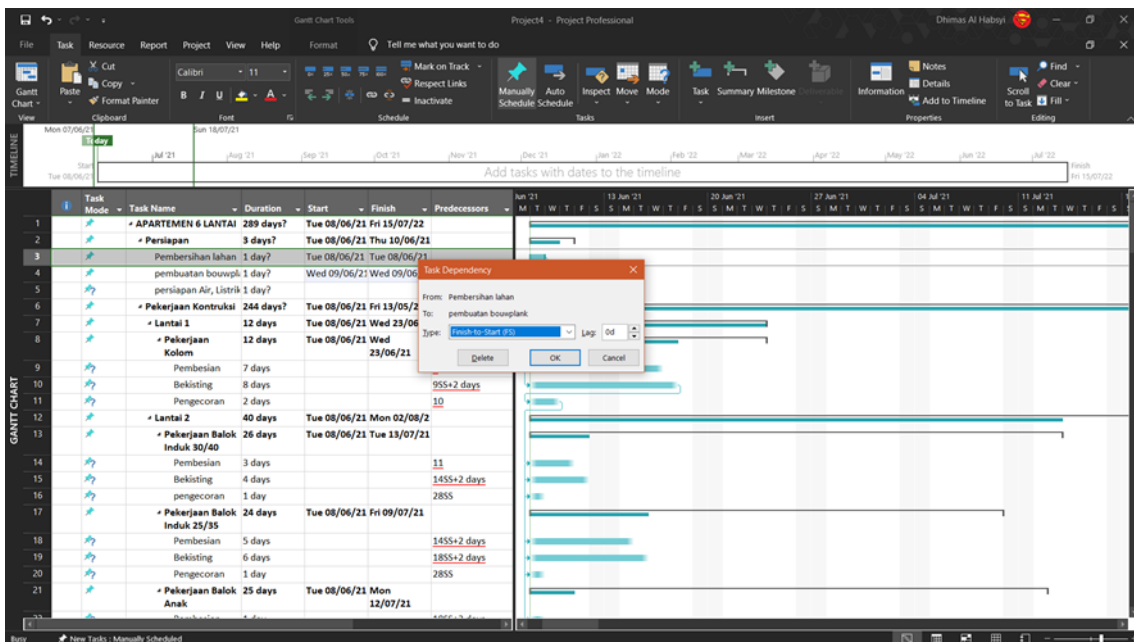 Gantt Chart Tools Project4 - Project Professional Dhimas Al Habsyi
File Task Resource Report Project View Help Format Tell me what you want to do
Gantt Chart
Paste
Cut
Copy
Format Painter
Calibri 11
B I U A
Mark on Track
Respect Links
Inactivate
Manually Schedule
Auto Schedule
Inspect Move Mode
Task Summary Milestone Deliverable
Information
Notes
Details
Add to Timeline
Scroll to Task
Find
Clear
Fill
View Clipboard Font Schedule Tasks Insert Properties Editing
TIMELINE
Mon 07/06/21 Sun 18/07/21
Today
Jul '21 Aug '21 Sep '21 Oct '21 Nov '21 Dec '21 Jan '22 Feb '22 Mar '22 Apr '22 May '22 Jun '22 Jul '22
Start
Tue 08/06/21
Add tasks with dates to the timeline
Finish
Fri 15/07/22
GANTT CHART
Task Mode Task Name Duration Start Finish Predecessors
Jun '21 13 Jun '21 20 Jun '21 27 Jun '21 04 Jul '21 11 Jul '21
M T W T F S S M T W T F S S M T W T F S S M T W T F S S M T W T F S S M T W T F S
1 APARTEMEN 6 LANTAI 289 days? Tue 08/06/21 Fri 15/07/22
2 Persiapan 3 days? Tue 08/06/21 Thu 10/06/21
3 Pembersihan lahan 1 day? Tue 08/06/21 Tue 08/06/21
4 pembuatan bouwpl 1 day? Wed 09/06/21 Wed 09/06
5 persiapan Air, Listrik 1 day?
6 Pekerjaan Kontruksi 244 days? Tue 08/06/21 Fri 13/05/2
7 Lantai 1 12 days Tue 08/06/21 Wed 23/06
8 Pekerjaan Kolom 12 days Tue 08/06/21 Wed 23/06/21
9 Pembesian 7 days
10 Bekisting 8 days 9SS+2 days
11 Pengecoran 2 days 10
12 Lantai 2 40 days Tue 08/06/21 Mon 02/08/2
13 Pekerjaan Balok Induk 30/40 26 days Tue 08/06/21 Tue 13/07/21
14 Pembesian 3 days 11
15 Bekisting 4 days 14SS+2 days
16 pengecoran 1 day 28SS
17 Pekerjaan Balok Induk 25/35 24 days Tue 08/06/21 Fri 09/07/21
18 Pembesian 5 days 14SS+2 days
19 Bekisting 6 days 18SS+2 days
20 Pengecoran 1 day 28SS
21 Pekerjaan Balok Anak 25 days Tue 08/06/21 Mon 12/07/21
Task Dependency
From: Pembersihan lahan
To: pembuatan bouwplank
Type: Finish-to-Start (FS) Lag: 0d
Delete OK Cancel
Busy New Tasks : Manually Scheduled